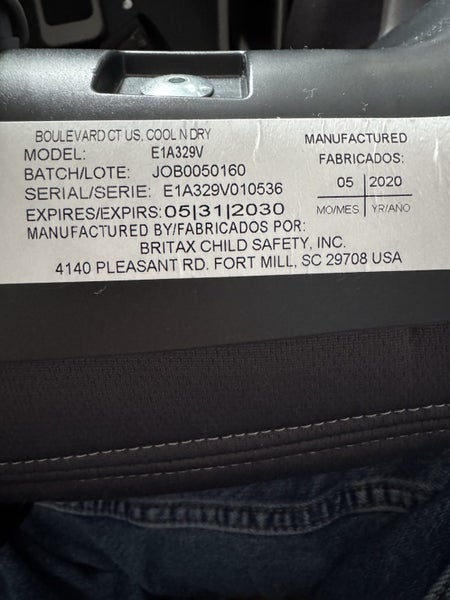 BOULEVARD CT US, COOL N DRY
MODEL: E1A329V
BATCH/LOTE: JOB0050160
SERIAL/SERIE: E1A329V010536
EXPIRES/EXPIRS: 05|31|2030
MANUFACTURED BY/FABRICADOS POR:
BRITAX CHILD SAFETY, INC.
4140 PLEASANT RD. FORT MILL, SC 29708 USA
MANUFACTURED
FABRICADOS:
05 | 2020
MO/MES | YR/AÑO